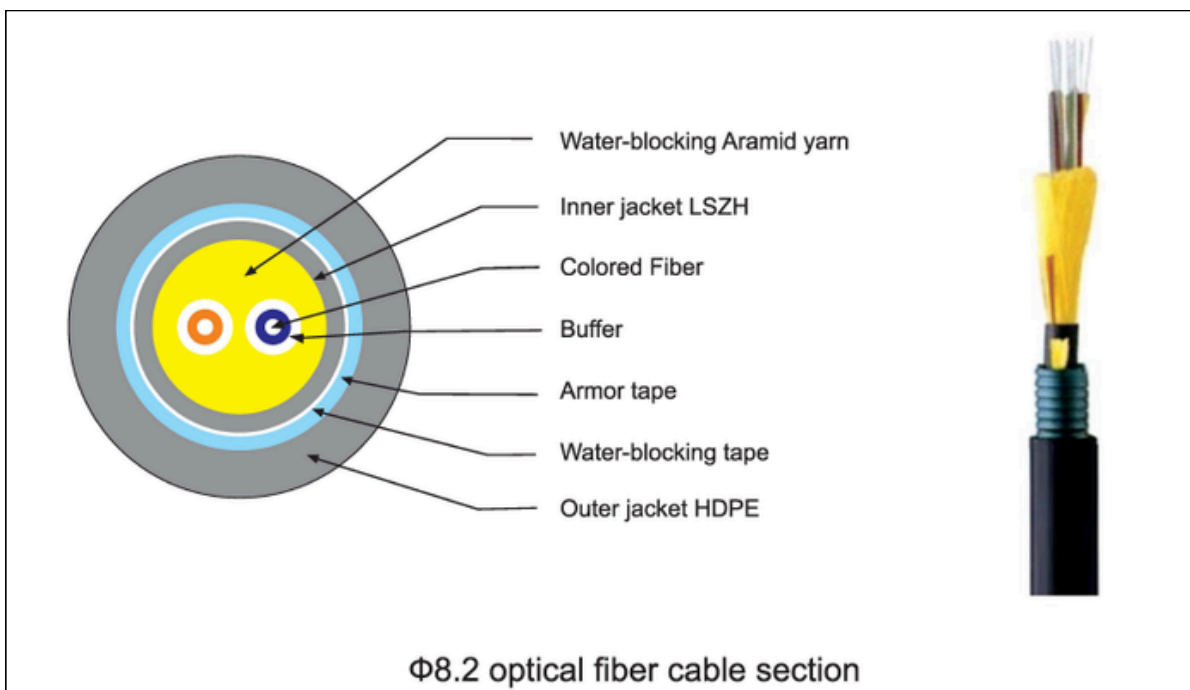 Water-blocking Aramid yarn
Inner jacket LSZH
Colored Fiber
Buffer
Armor tape
Water-blocking tape
Outer jacket HDPE
Φ8.2 optical fiber cable section